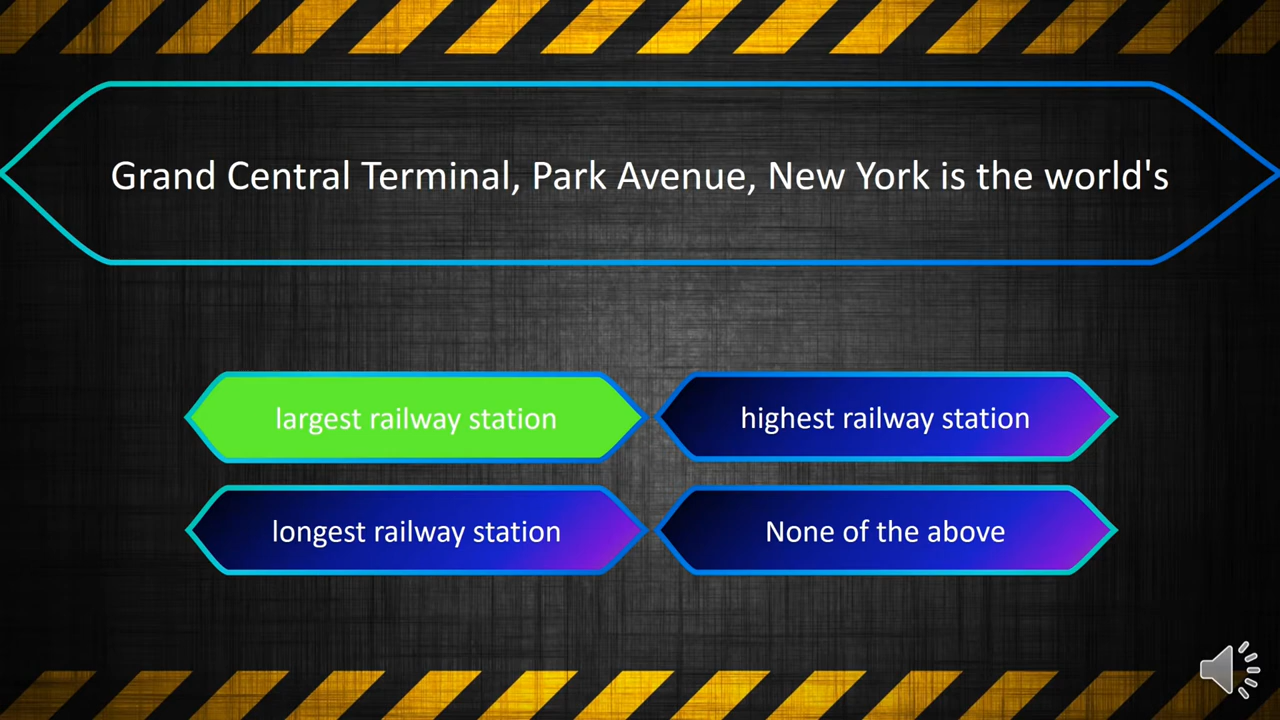 Grand Central Terminal, Park Avenue, New York is the world's
largest railway station
highest railway station
longest railway station
None of the above